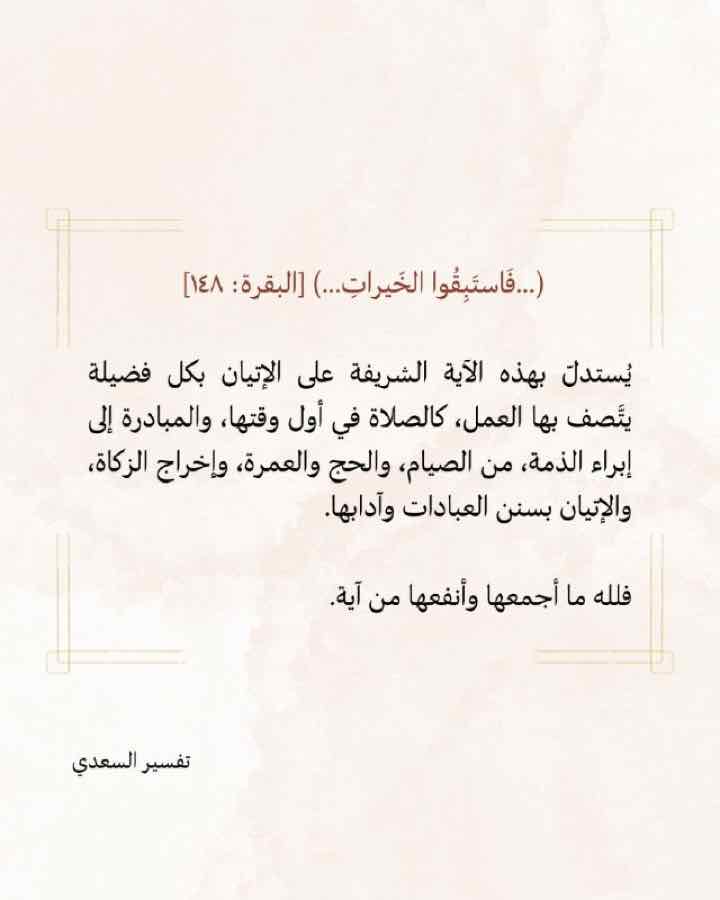 (...فَاستَبِقُوا الخَيراتِ...) [البقرة: ١٤٨]
يُستدلّ بهذه الآية الشريفة على الإتيان بكل فضيلة
يتَّصف بها العمل، كالصلاة في أول وقتها، والمبادرة إلى
إبراء الذمة، من الصيام، والحج والعمرة، وإخراج الزكاة،
والإتيان بسنن العبادات وآدابها.
فلله ما أجمعها وأنفعها من آية.
تفسير السعدي